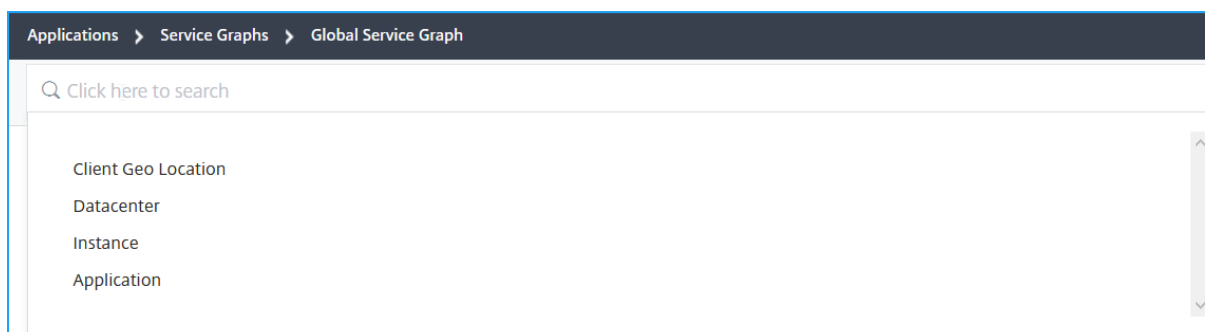 Applications > Service Graphs > Global Service Graph
Click here to search
Client Geo Location
Datacenter
Instance
Application